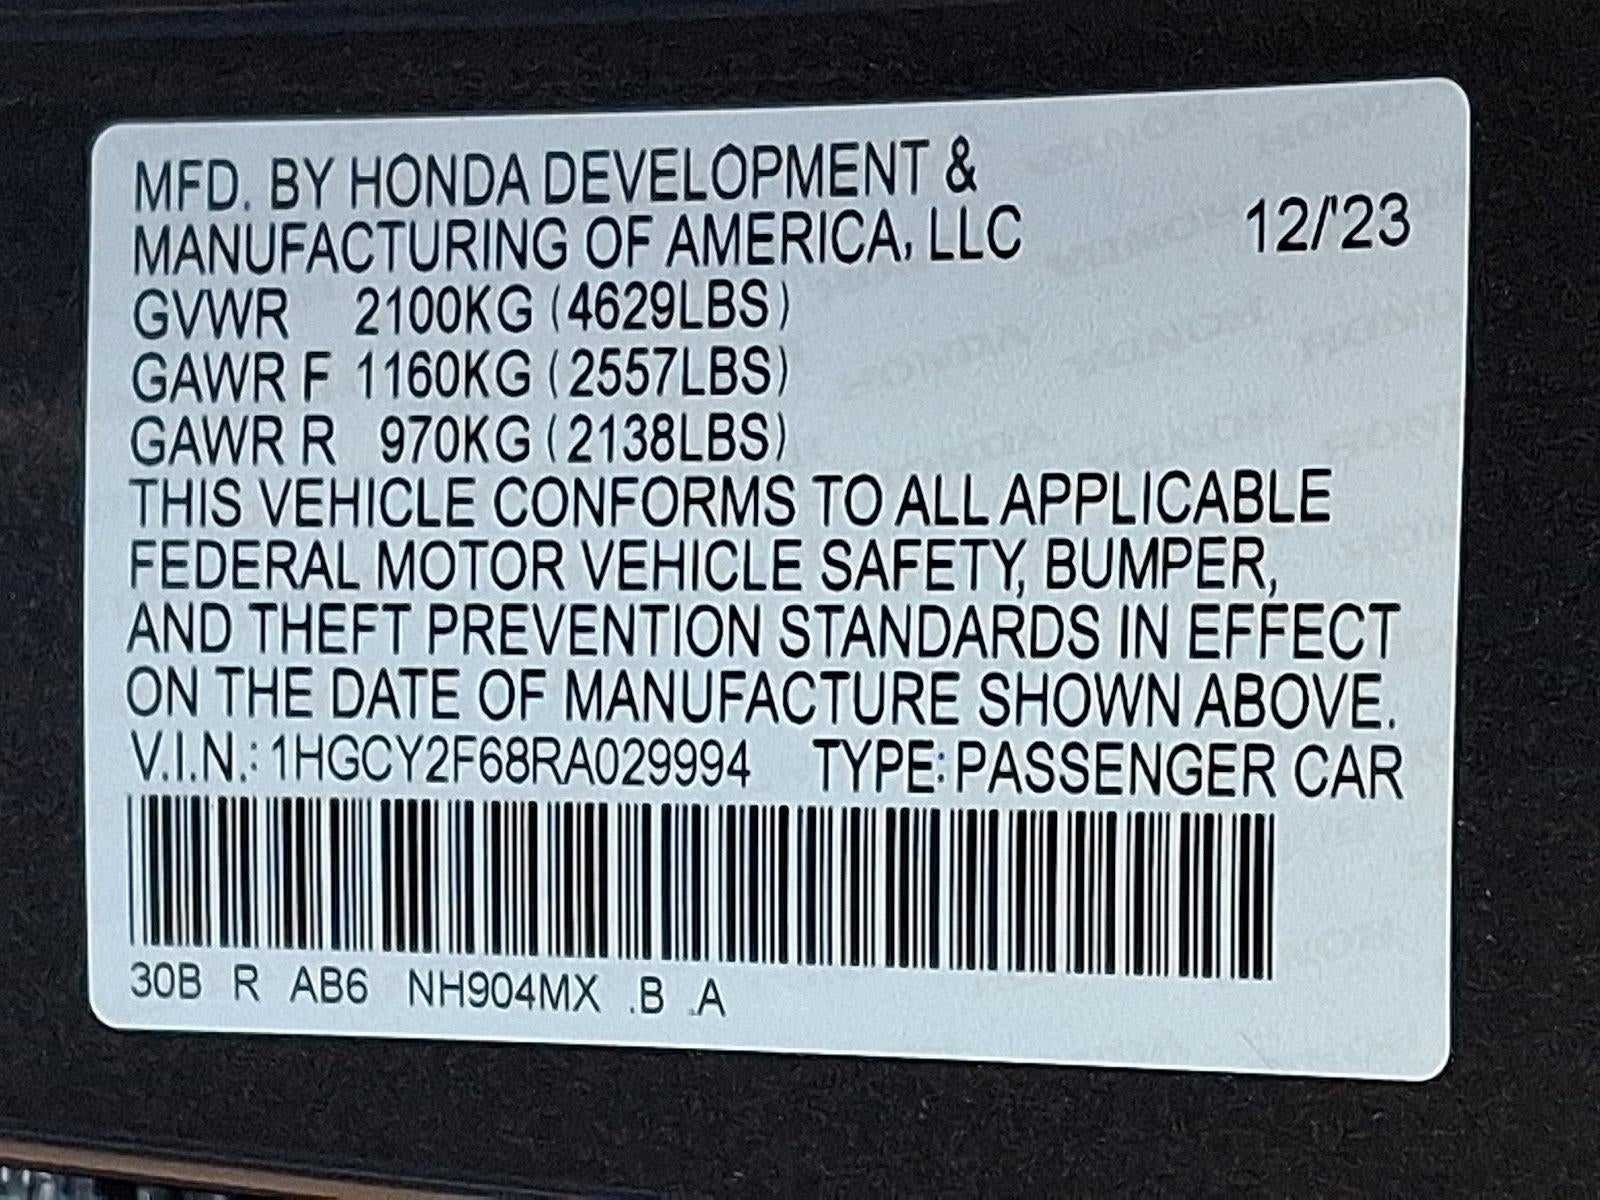 MFD. BY HONDA DEVELOPMENT &
MANUFACTURING OF AMERICA, LLC 12/'23
GVWR 2100KG (4629LBS)
GAWR F 1160KG (2557LBS)
GAWR R 970KG (2138LBS)
THIS VEHICLE CONFORMS TO ALL APPLICABLE
FEDERAL MOTOR VEHICLE SAFETY, BUMPER,
AND THEFT PREVENTION STANDARDS IN EFFECT
ON THE DATE OF MANUFACTURE SHOWN ABOVE.
V.I.N.: 1HGCY2F68RA029994 TYPE: PASSENGER CAR
30B R AB6 NH904MX .B .A